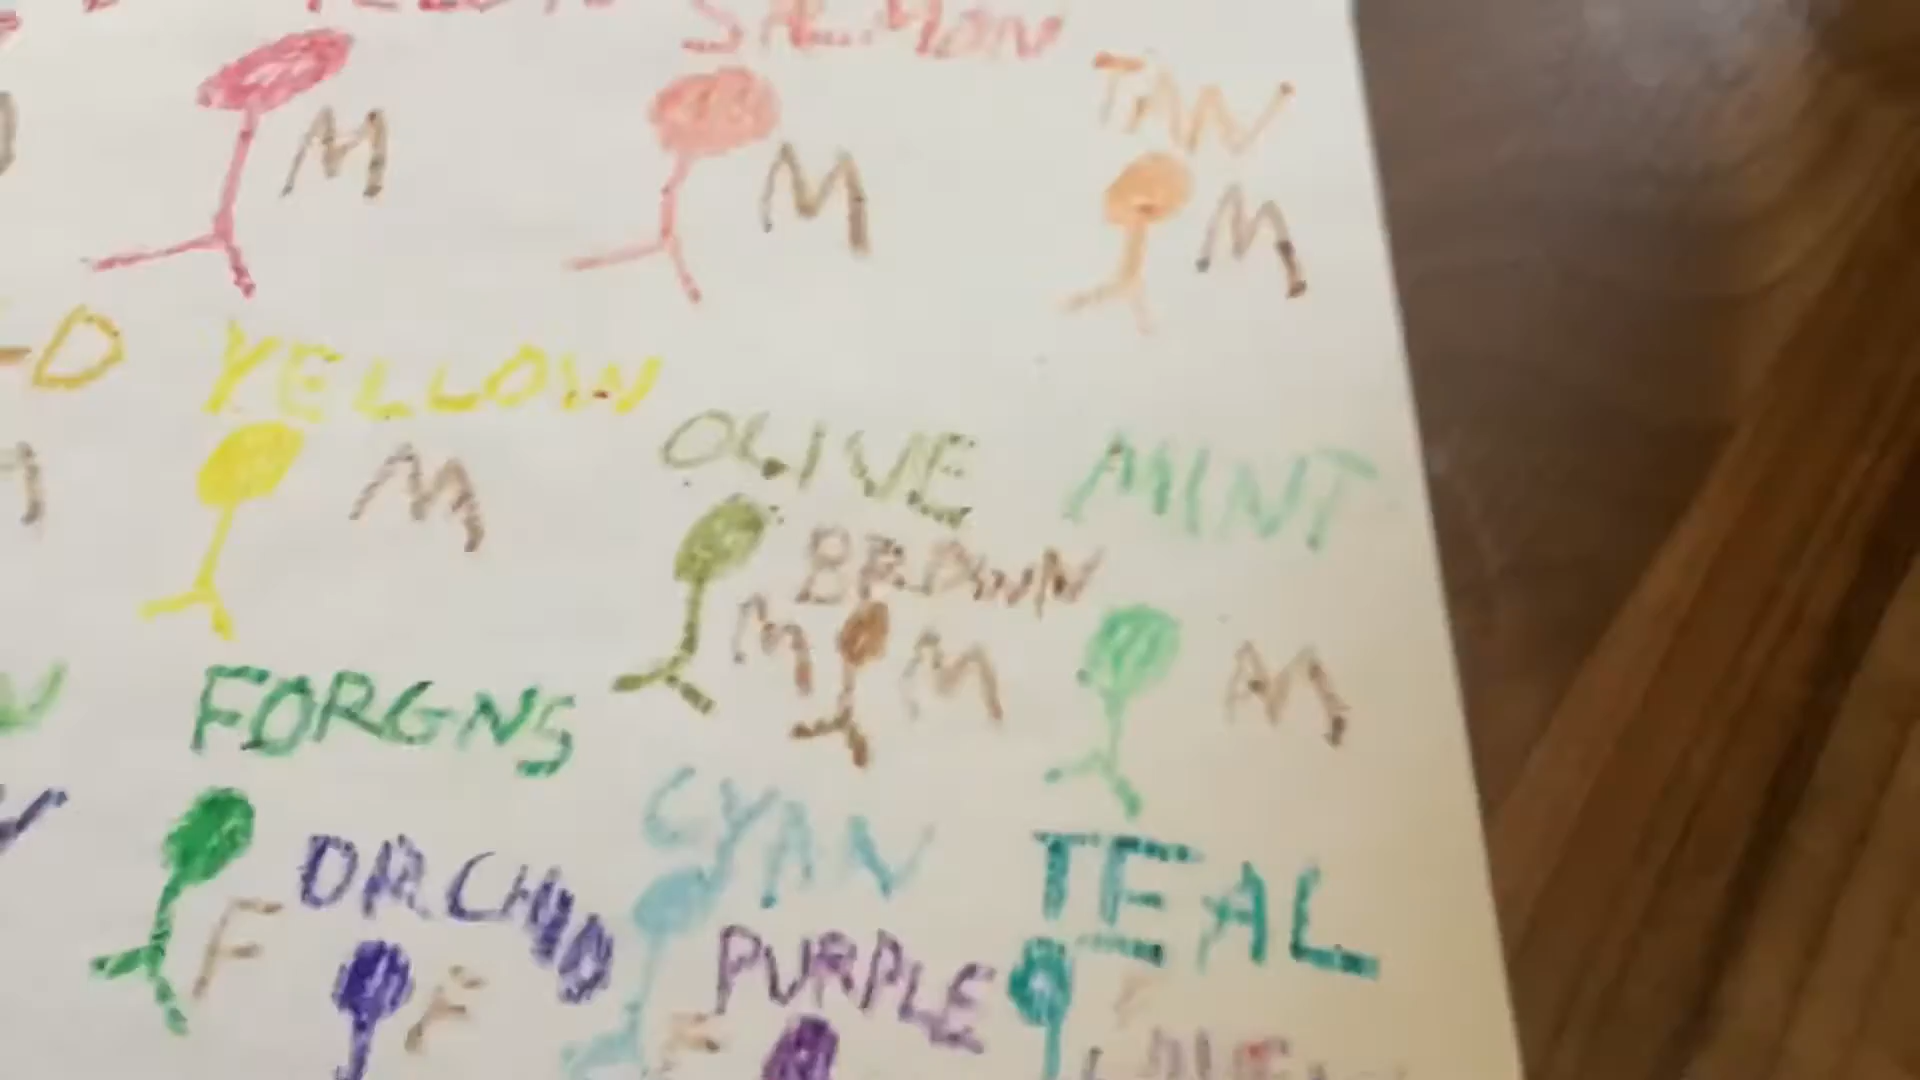 SALMON
TAN
M
M
M
YELLOW
M
OLIVE
MINT
BROWN
M
M
M
FORGNS
F
ORCHID
F
CYAN
F
PURPLE
TEAL
F